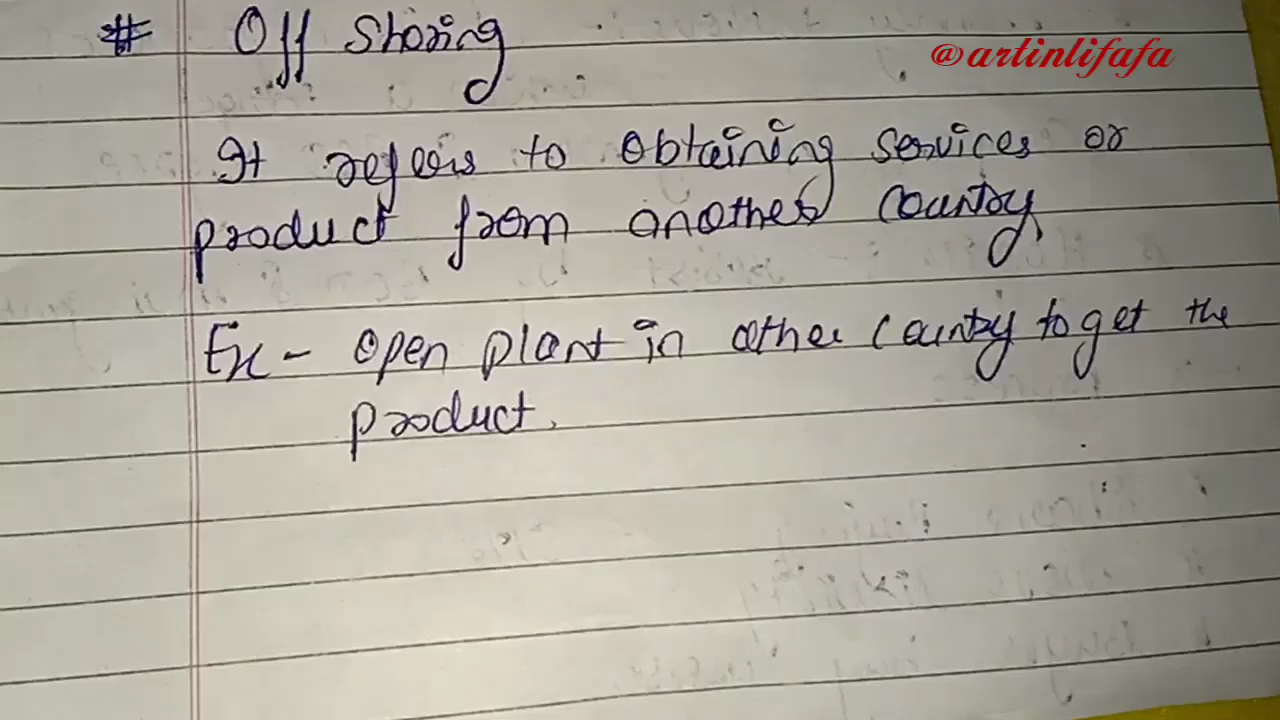 # Off Shoring
@artinlifafa
It refers to obtaining services or
product from another country
Ex - open plant in other country to get the
product.